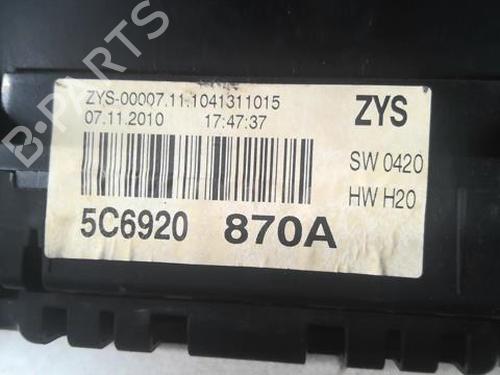 ZYS-00007.11.1041311015
07.11.2010 17:47:37
ZYS
SW 0420
HW H20
5C6920 870A
B-PARTS